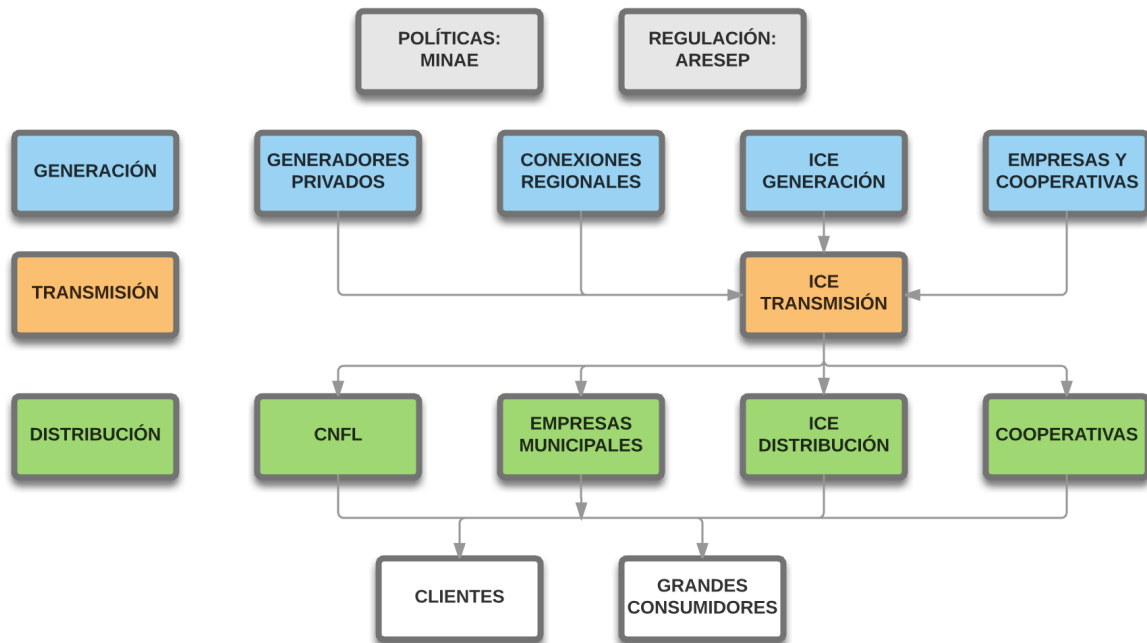 POLÍTICAS:
MINAE
REGULACIÓN:
ARESEP
GENERACIÓN
GENERADORES
PRIVADOS
CONEXIONES
REGIONALES
ICE
GENERACIÓN
EMPRESAS Y
COOPERATIVAS
TRANSMISIÓN
ICE
TRANSMISIÓN
DISTRIBUCIÓN
CNFL
EMPRESAS
MUNICIPALES
ICE
DISTRIBUCIÓN
COOPERATIVAS
CLIENTES
GRANDES
CONSUMIDORES